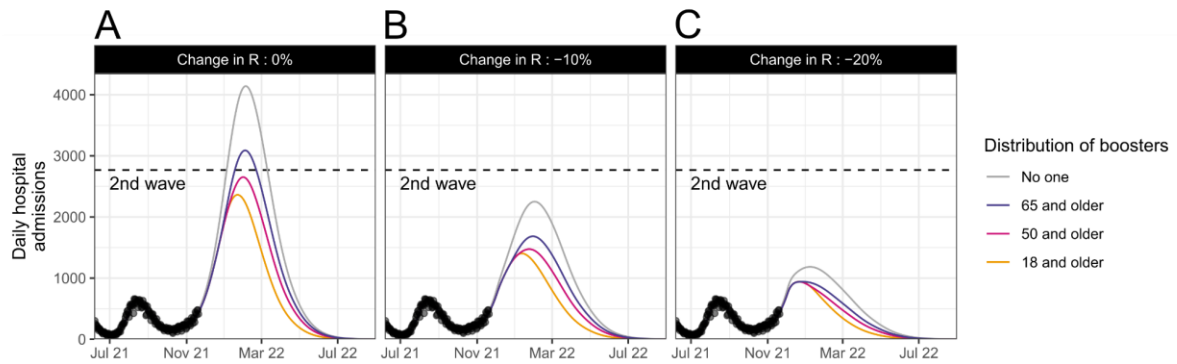 A
B
C
Change in R : 0%
Change in R : −10%
Change in R : −20%
Daily hospital
admissions
4000
3000
2000
1000
0
2nd wave
2nd wave
2nd wave
Jul 21
Nov 21
Mar 22
Jul 22
Jul 21
Nov 21
Mar 22
Jul 22
Jul 21
Nov 21
Mar 22
Jul 22
Distribution of boosters
No one
65 and older
50 and older
18 and older